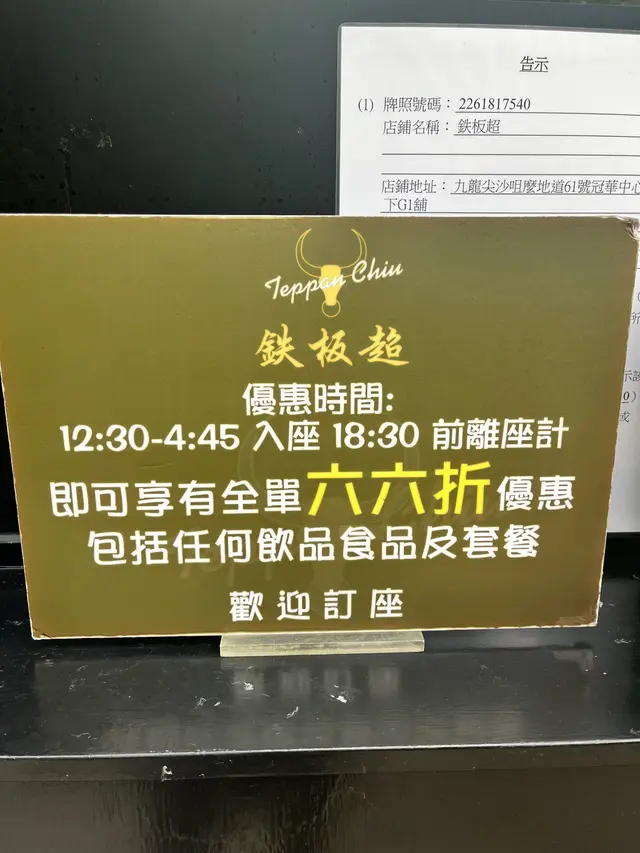 告示
(1) 牌照號碼：2261817540
店鋪名稱：鉄板超
店鋪地址：九龍尖沙咀麼地道61號冠華中心
下G1舖
Teppan Chiu
鉄板超
優惠時間:
12:30-4:45 入座 18:30 前離座計
即可享有全單六六折優惠
包括任何飲品食品及套餐
歡迎訂座